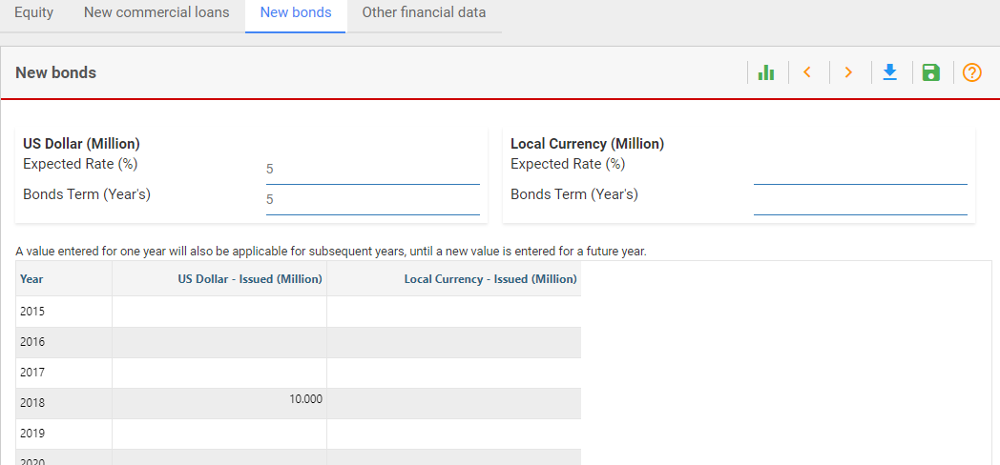 Equity New commercial loans New bonds Other financial data
New bonds
US Dollar (Million)
Expected Rate (%) 5
Bonds Term (Year's) 5
Local Currency (Million)
Expected Rate (%)
Bonds Term (Year's)
A value entered for one year will also be applicable for subsequent years, until a new value is entered for a future year.
Year US Dollar - Issued (Million) Local Currency - Issued (Million)
2015
2016
2017
2018 10.000
2019
2020